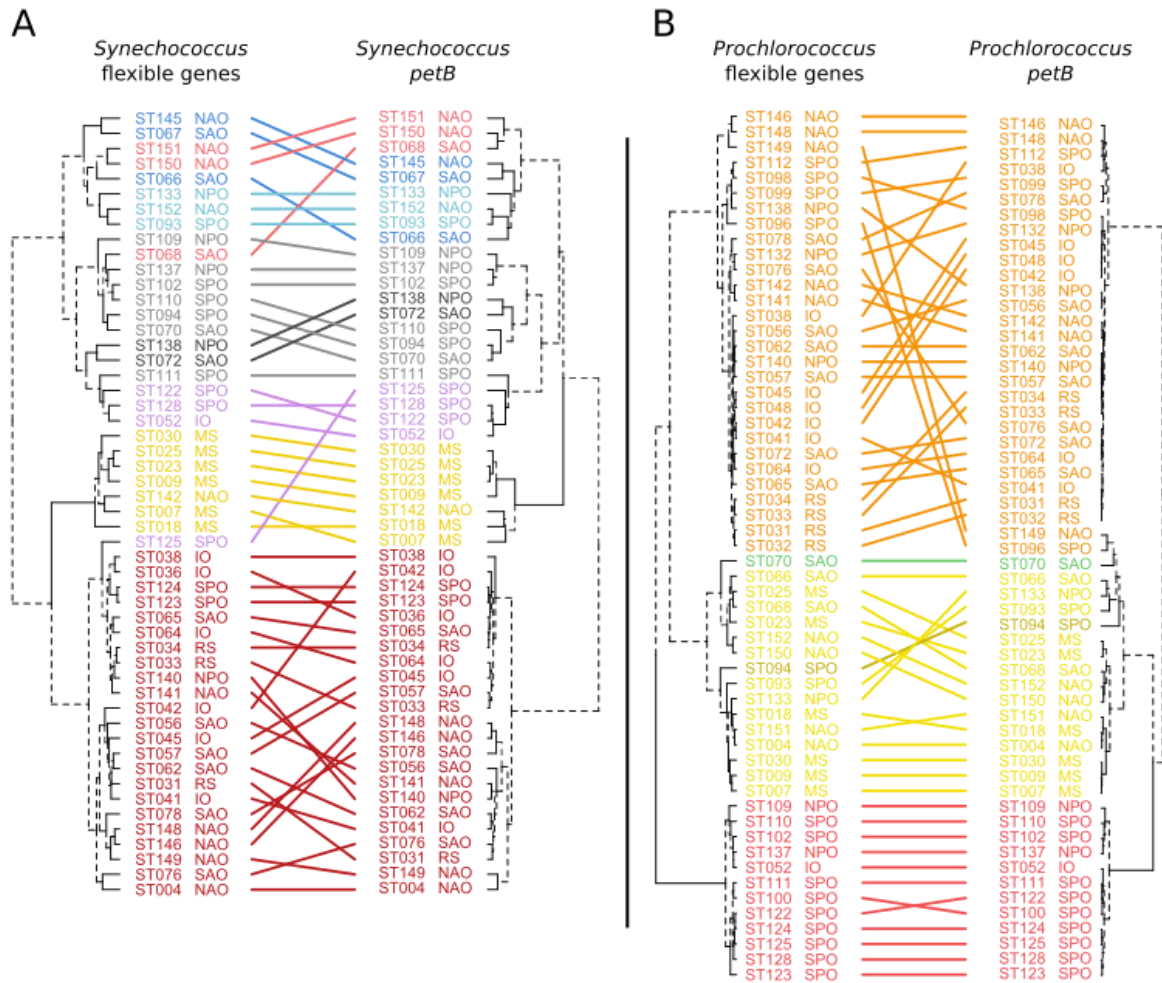 A
Synechococcus
flexible genes
Synechococcus
petB
ST145 NAO
ST067 SAO
ST151 NAO
ST150 NAO
ST066 SAO
ST133 NPO
ST152 NAO
ST093 SPO
ST109 NPO
ST068 SAO
ST137 NPO
ST102 SPO
ST110 SPO
ST094 SPO
ST070 SAO
ST138 NPO
ST072 SAO
ST111 SPO
ST122 SPO
ST128 SPO
ST052 IO
ST030 MS
ST025 MS
ST023 MS
ST009 MS
ST142 NAO
ST007 MS
ST018 MS
ST125 SPO
ST038 IO
ST036 IO
ST124 SPO
ST123 SPO
ST065 SAO
ST064 IO
ST034 RS
ST033 RS
ST140 NPO
ST141 NAO
ST042 IO
ST056 SAO
ST045 IO
ST057 SAO
ST062 SAO
ST031 RS
ST041 IO
ST078 SAO
ST148 NAO
ST146 NAO
ST149 NAO
ST076 SAO
ST004 NAO
ST151 NAO
ST150 NAO
ST068 SAO
ST145 NAO
ST067 SAO
ST133 NPO
ST152 NAO
ST093 SPO
ST066 SAO
ST109 NPO
ST137 NPO
ST102 SPO
ST138 NPO
ST072 SAO
ST110 SPO
ST094 SPO
ST070 SAO
ST111 SPO
ST125 SPO
ST128 SPO
ST122 SPO
ST052 IO
ST030 MS
ST025 MS
ST023 MS
ST009 MS
ST142 NAO
ST018 MS
ST007 MS
ST038 IO
ST042 IO
ST124 SPO
ST123 SPO
ST036 IO
ST065 SAO
ST034 RS
ST064 IO
ST045 IO
ST057 SAO
ST033 RS
ST148 NAO
ST146 NAO
ST078 SAO
ST056 SAO
ST141 NAO
ST140 NPO
ST062 SAO
ST041 IO
ST076 SAO
ST031 RS
ST149 NAO
ST004 NAO
B
Prochlorococcus
flexible genes
Prochlorococcus
petB
ST146 NAO
ST148 NAO
ST149 NAO
ST112 SPO
ST098 SPO
ST099 SPO
ST138 NPO
ST096 SPO
ST078 SAO
ST132 NPO
ST076 SAO
ST142 NAO
ST141 NAO
ST038 IO
ST056 SAO
ST062 SAO
ST140 NPO
ST057 SAO
ST045 IO
ST048 IO
ST042 IO
ST041 IO
ST072 SAO
ST064 IO
ST065 SAO
ST034 RS
ST033 RS
ST031 RS
ST032 RS
ST070 SAO
ST066 SAO
ST025 MS
ST068 SAO
ST023 MS
ST152 NAO
ST150 NAO
ST094 SPO
ST093 SPO
ST133 NPO
ST018 MS
ST151 NAO
ST004 NAO
ST030 MS
ST009 MS
ST007 MS
ST109 NPO
ST110 SPO
ST102 SPO
ST137 NPO
ST052 IO
ST111 SPO
ST100 SPO
ST122 SPO
ST124 SPO
ST125 SPO
ST128 SPO
ST123 SPO
ST146 NAO
ST148 NAO
ST112 SPO
ST038 IO
ST099 SPO
ST078 SAO
ST098 SPO
ST132 NPO
ST045 IO
ST048 IO
ST042 IO
ST138 NPO
ST056 SAO
ST142 NAO
ST141 NAO
ST062 SAO
ST140 NPO
ST057 SAO
ST034 RS
ST033 RS
ST076 SAO
ST072 SAO
ST064 IO
ST065 SAO
ST041 IO
ST031 RS
ST032 RS
ST149 NAO
ST096 SPO
ST070 SAO
ST066 SAO
ST133 NPO
ST093 SPO
ST094 SPO
ST025 MS
ST023 MS
ST068 SAO
ST152 NAO
ST150 NAO
ST151 NAO
ST018 MS
ST004 NAO
ST030 MS
ST009 MS
ST007 MS
ST109 NPO
ST110 SPO
ST102 SPO
ST137 NPO
ST052 IO
ST111 SPO
ST122 SPO
ST100 SPO
ST124 SPO
ST125 SPO
ST128 SPO
ST123 SPO